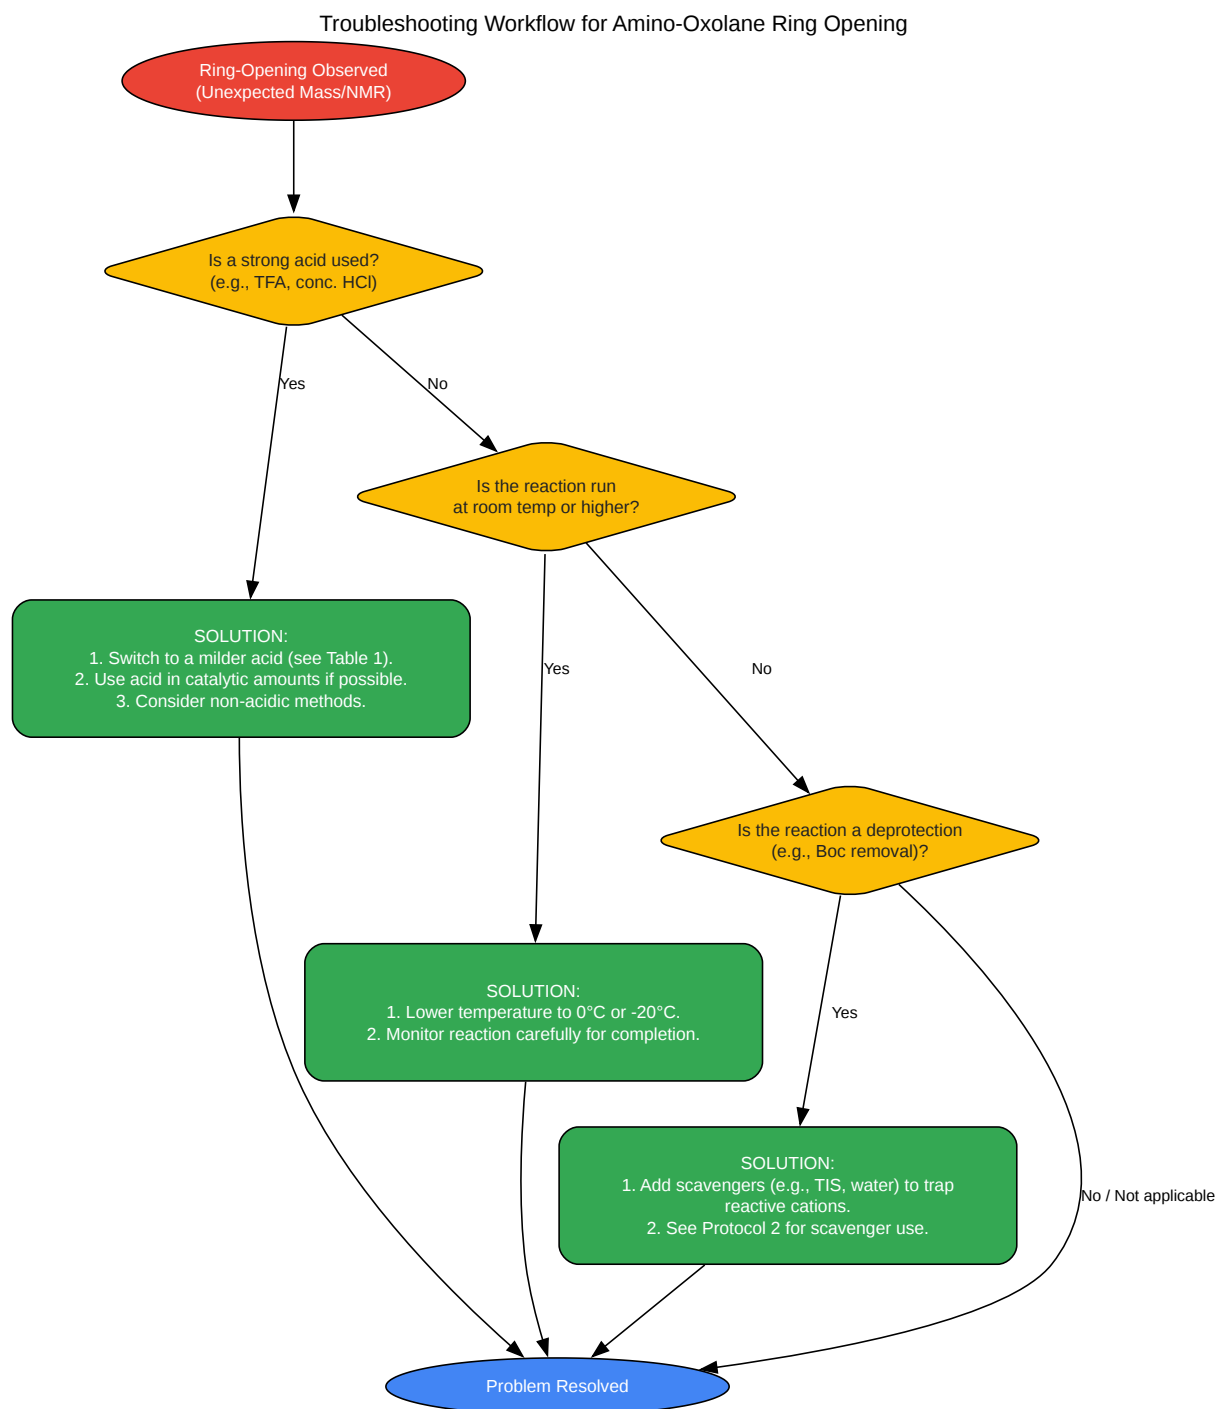 Troubleshooting Workflow for Amino-Oxolane Ring Opening
Ring-Opening Observed
(Unexpected Mass/NMR)
Is a strong acid used?
(e.g., TFA, conc. HCl)
Yes
No
Is the reaction run
at room temp or higher?
SOLUTION:
1. Switch to a milder acid (see Table 1).
2. Use acid in catalytic amounts if possible.
3. Consider non-acidic methods.
Yes
No
Is the reaction a deprotection
(e.g., Boc removal)?
SOLUTION:
1. Lower temperature to 0°C or -20°C.
2. Monitor reaction carefully for completion.
Yes
SOLUTION:
1. Add scavengers (e.g., TIS, water) to trap
reactive cations.
2. See Protocol 2 for scavenger use.
No / Not applicable
Problem Resolved